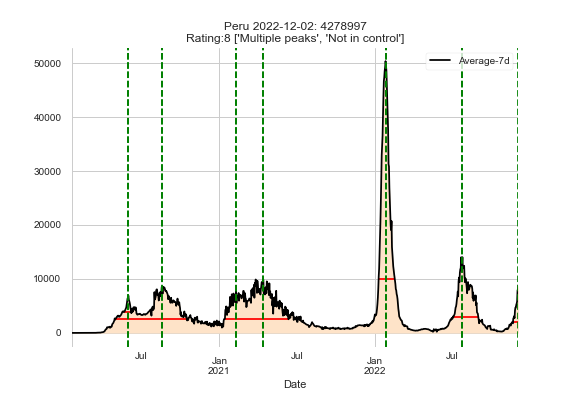 Peru 2022-12-02: 4278997
Rating:8 ['Multiple peaks', 'Not in control']
Average-7d
50000
40000
30000
20000
10000
0
Jul
Jan
2021
Jul
Jan
2022
Jul
Date